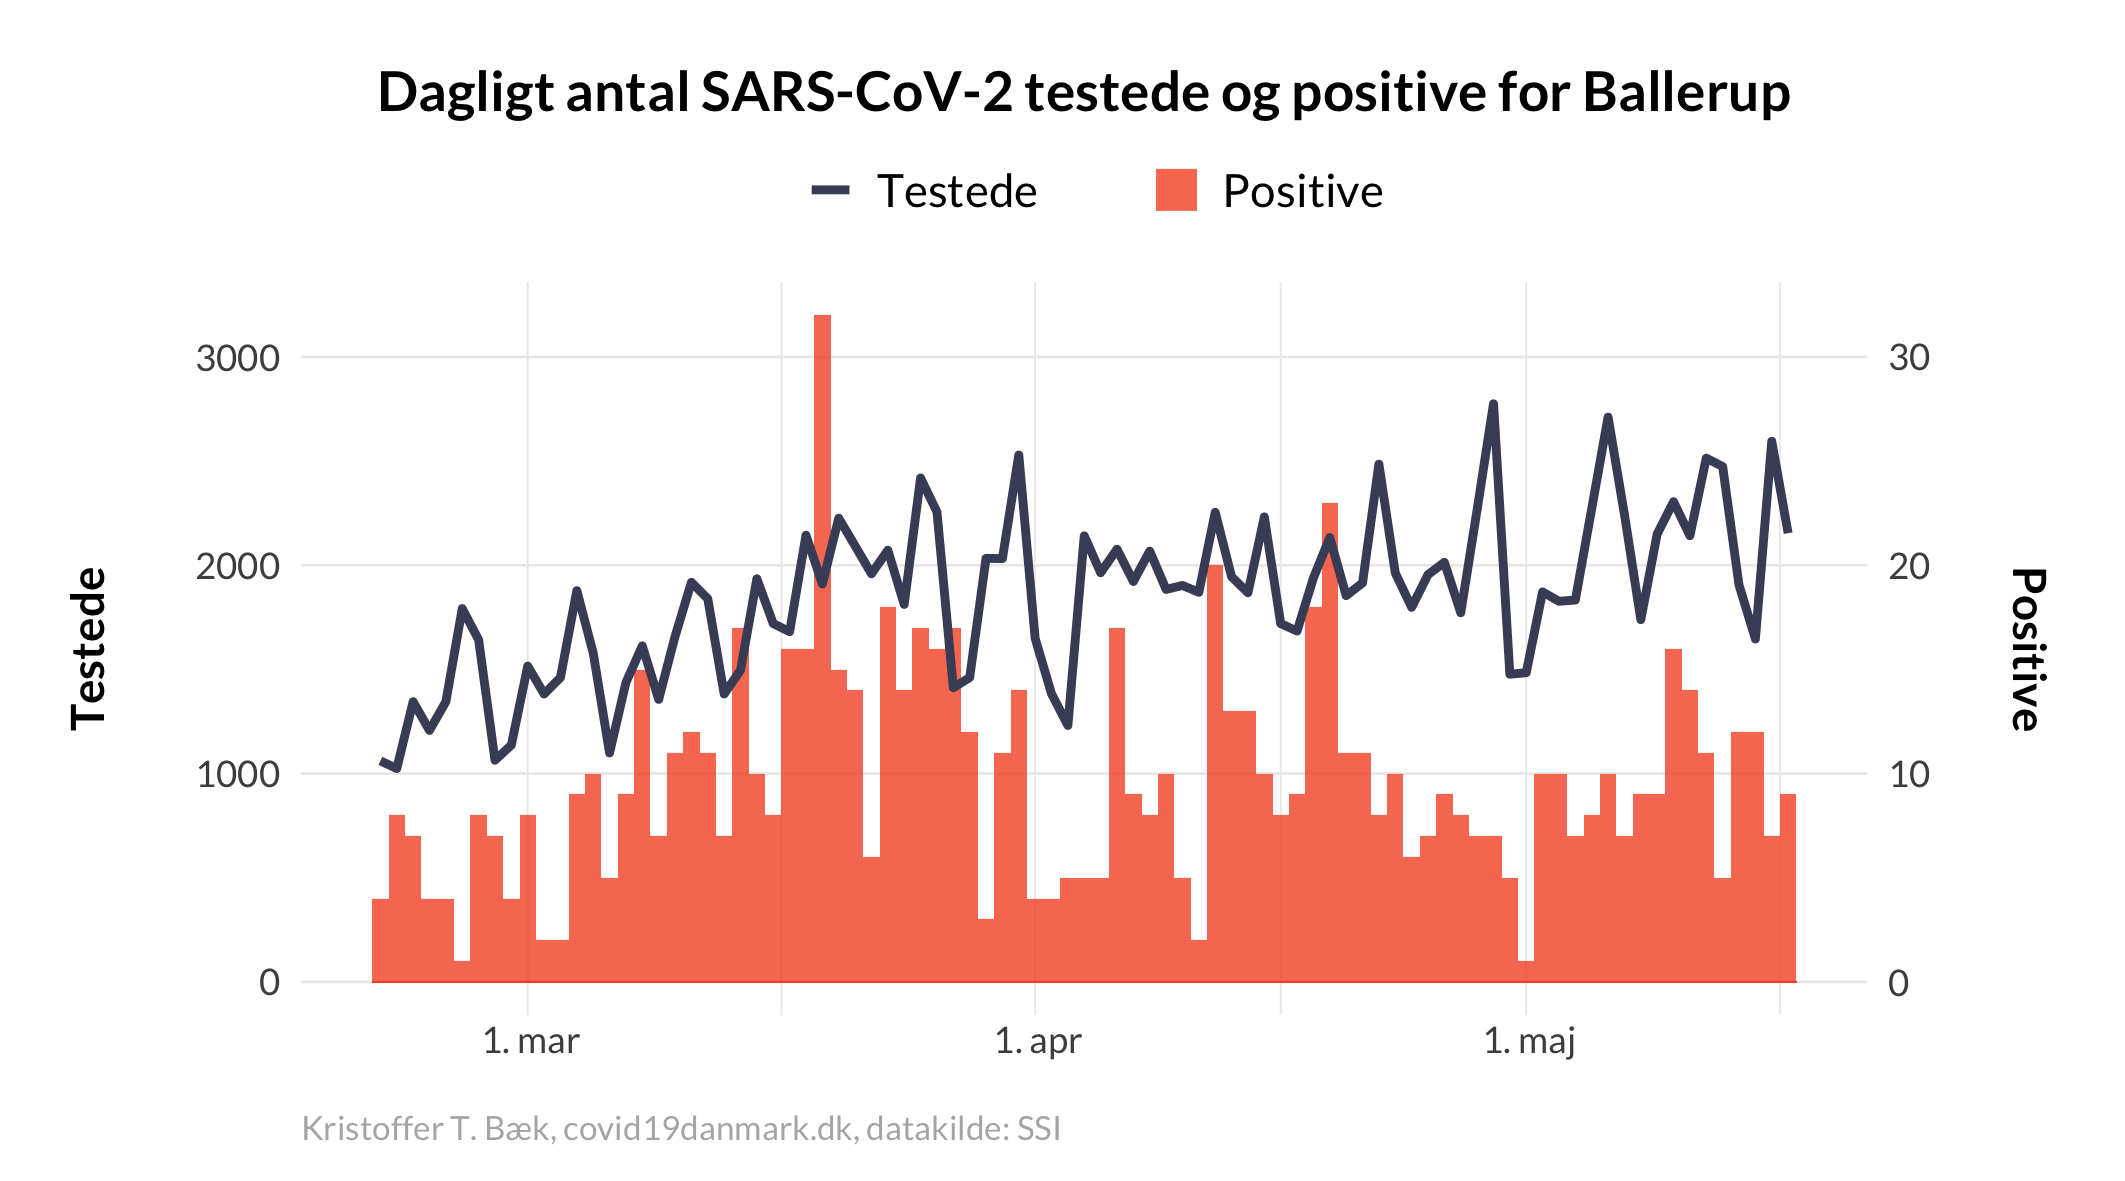 Dagligt antal SARS-CoV-2 testede og positive for Ballerup
Testede Positive
3000 30
2000 20
1000 10
0 0
Testede
Positive
1. mar 1. apr 1. maj
Kristoffer T. Bæk, covid19danmark.dk, datakilde: SSI